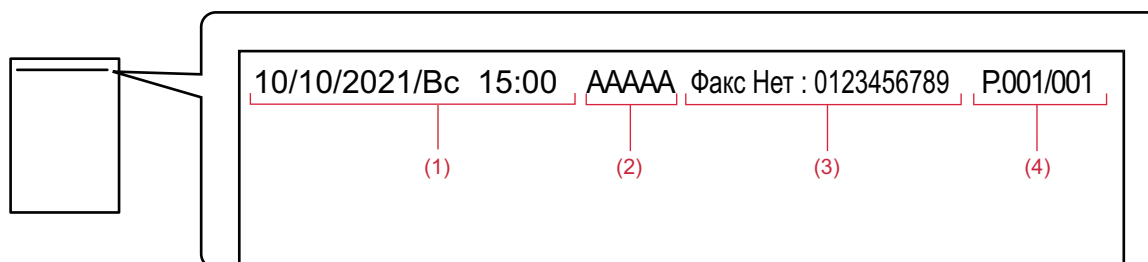 10/10/2021/Вс 15:00 AAAAA Факс Нет : 0123456789 P.001/001
(1) (2) (3) (4)